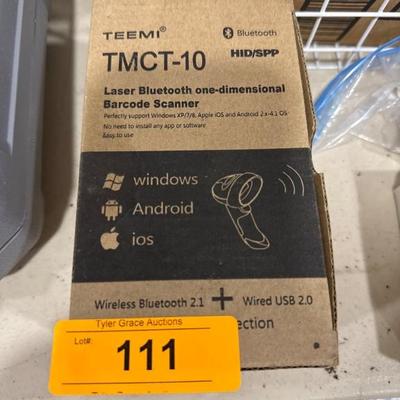 TEEMI
Bluetooth
TMCT-10
HID/SPP
Laser Bluetooth one-dimensional
Barcode Scanner
Perfectly support Windows XP/7/8, Apple iOS and Android 2.x-4.1 OS
No need to install any app or software
Easy to use
windows
Android
ios
Wireless Bluetooth 2.1 + Wired USB 2.0
Tyler Grace Auctions
Lot#:
111